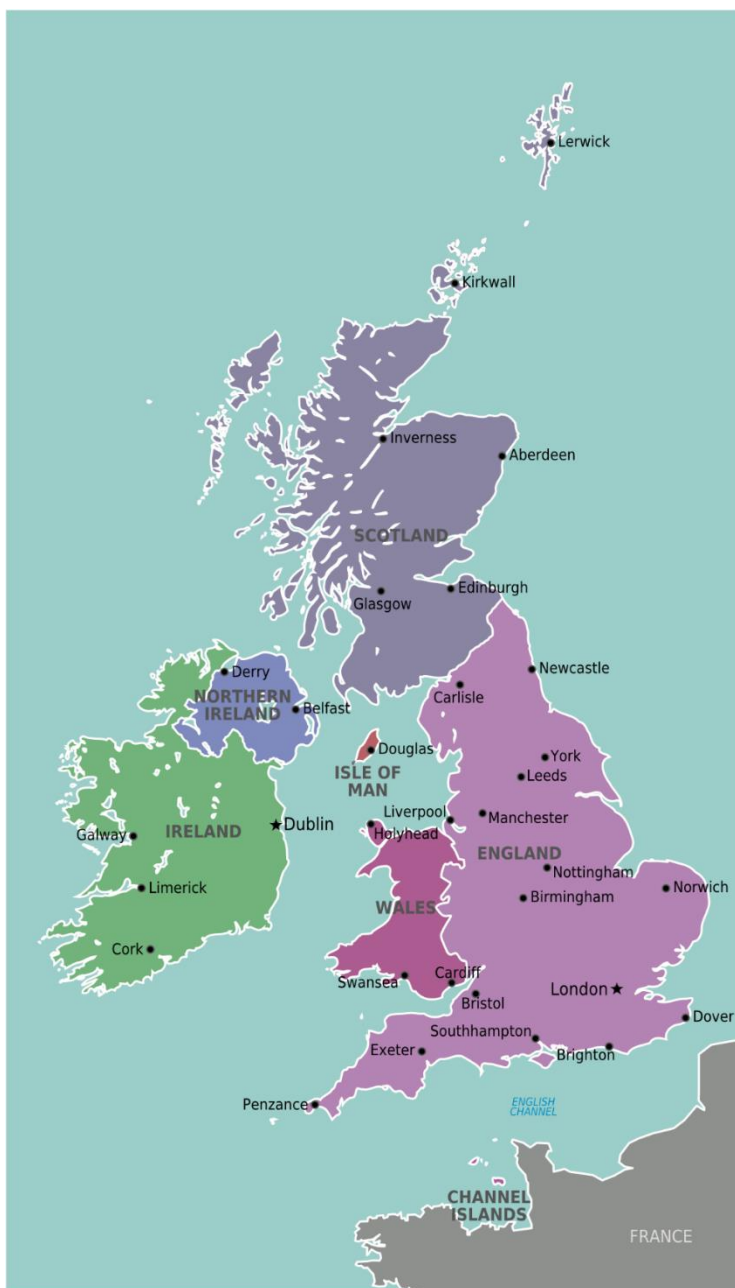 Lerwick
Kirkwall
Inverness
Aberdeen
SCOTLAND
Edinburgh
Glasgow
Newcastle
Derry
Carlisle
NORTHERN
IRELAND
Belfast
Douglas
York
ISLE OF
MAN
Leeds
Liverpool
Manchester
Dublin
IRELAND
Galway
Holyhead
ENGLAND
Nottingham
Limerick
Norwich
Birmingham
WALES
Cork
Swansea
Cardiff
London
Bristol
Dover
Southhampton
Exeter
Brighton
Penzance
ENGLISH
CHANNEL
CHANNEL
ISLANDS
FRANCE